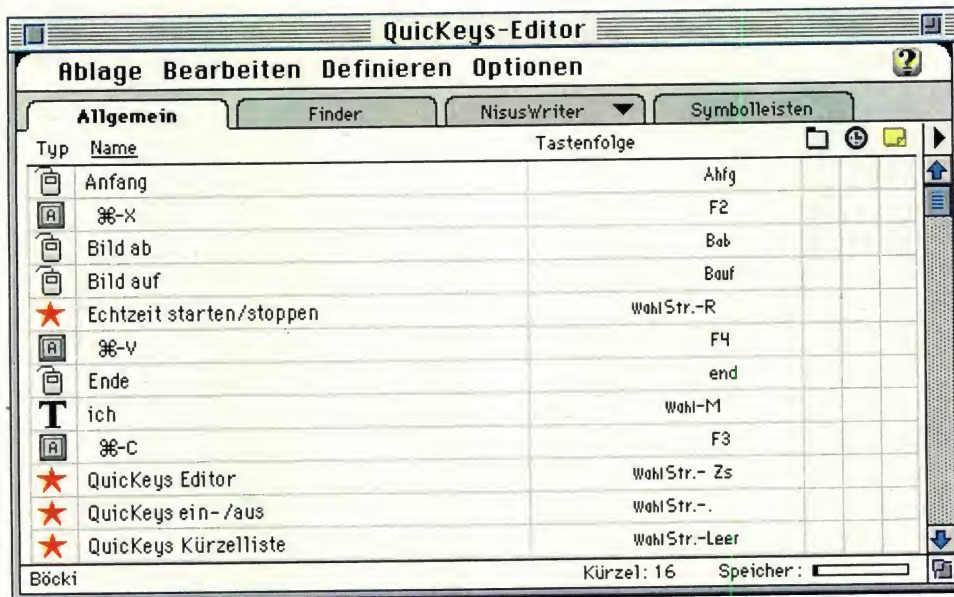 QuicKeys-Editor
Ablage Bearbeiten Definieren Optionen
Allgemein Finder NisusWriter Symbolleisten
Typ Name Tastenfolge
Anfang Ahfg
A ⌘-X F2
Bild ab Bab
Bild auf Bauf
Echtzeit starten/stoppen Wahl Str.-R
A ⌘-V F4
Ende end
T ich Wahl-M
A ⌘-C F3
QuicKeys Editor Wahl Str.- Zs
QuicKeys ein-/aus Wahl Str.-.
QuicKeys Kürzelliste Wahl Str.-Leer
Böcki Kürzel: 16 Speicher: